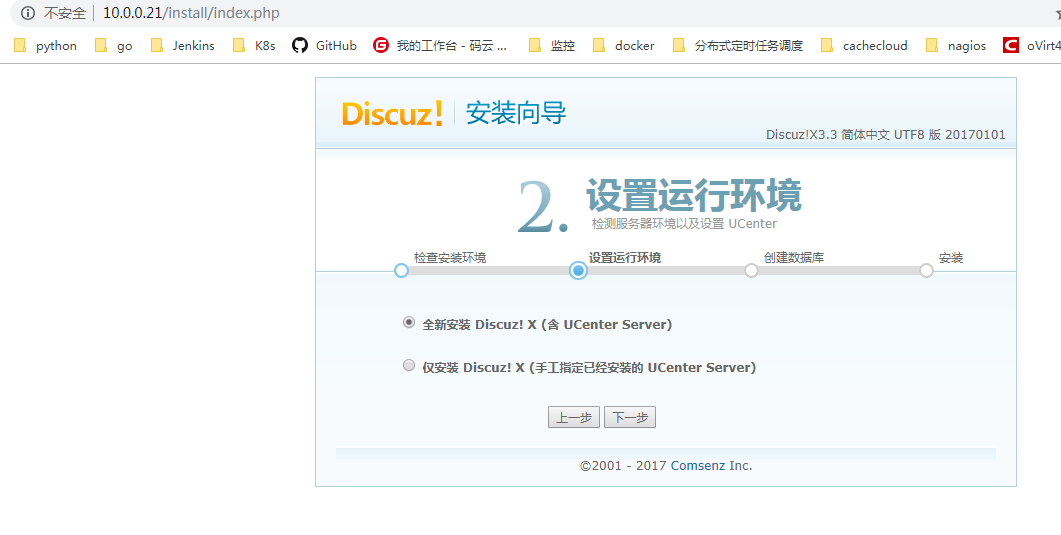 不安全 10.0.0.21/install/index.php
python go Jenkins K8s GitHub 我的工作台 - 码云 ... 监控 docker 分布式定时任务调度 cachecloud nagios oVirt4
Discuz! 安装向导
Discuz!X3.3 简体中文 UTF8 版 20170101
2. 设置运行环境
检测服务器环境以及设置 UCenter
检查安装环境 设置运行环境 创建数据库 安装
全新安装 Discuz! X (含 UCenter Server)
仅安装 Discuz! X (手工指定已经安装的 UCenter Server)
上一步 下一步
©2001 - 2017 Comsenz Inc.